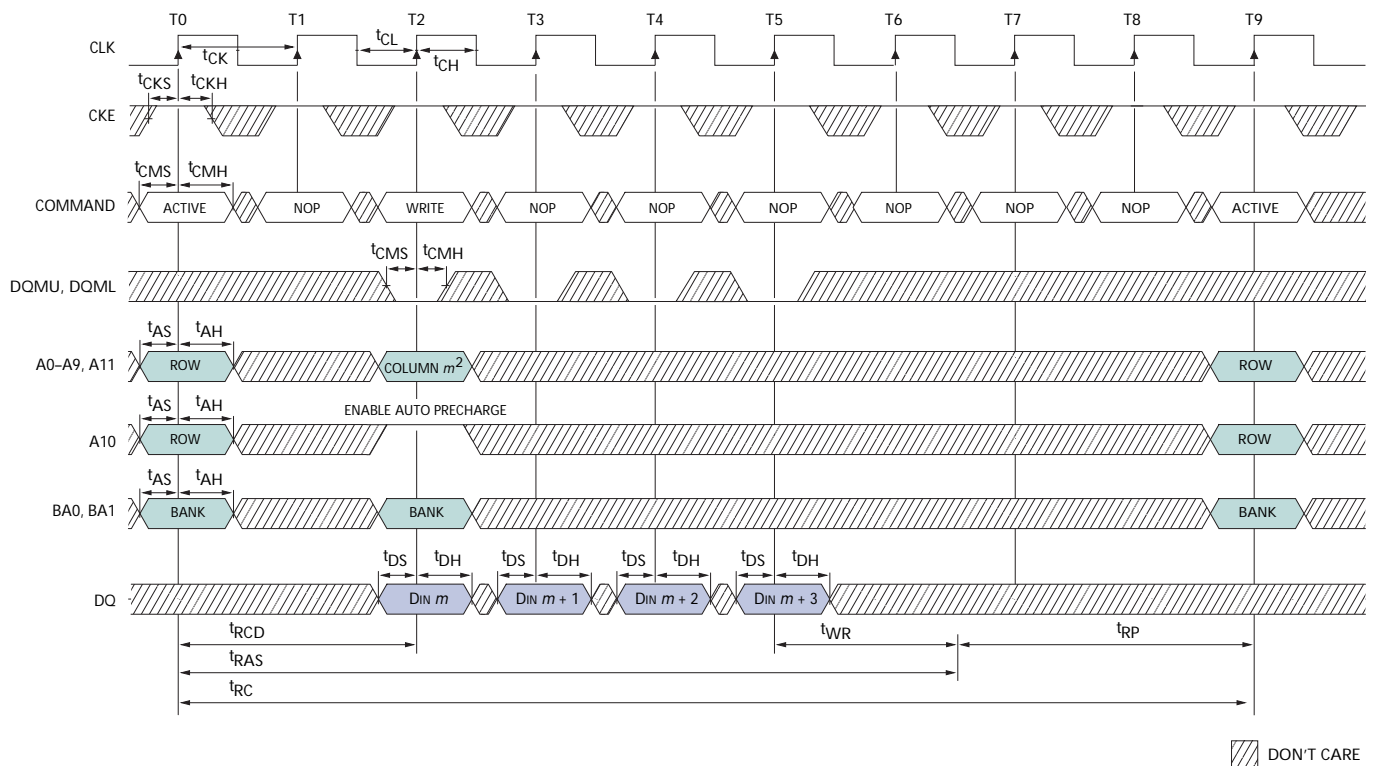 T0 T1 T2 T3 T4 T5 T6 T7 T8 T9
CLK
tCK tCL tCH
tCKS tCKH
CKE
tCMS tCMH
COMMAND ACTIVE NOP WRITE NOP NOP NOP NOP NOP NOP ACTIVE
tCMS tCMH
DQMU, DQML
tAS tAH
A0–A9, A11 ROW COLUMN m2 ROW
tAS tAH ENABLE AUTO PRECHARGE
A10 ROW ROW
tAS tAH
BA0, BA1 BANK BANK BANK
tDS tDH tDS tDH tDS tDH tDS tDH
DQ DIN m DIN m + 1 DIN m + 2 DIN m + 3
tRCD tWR tRP
tRAS
tRC
DON'T CARE